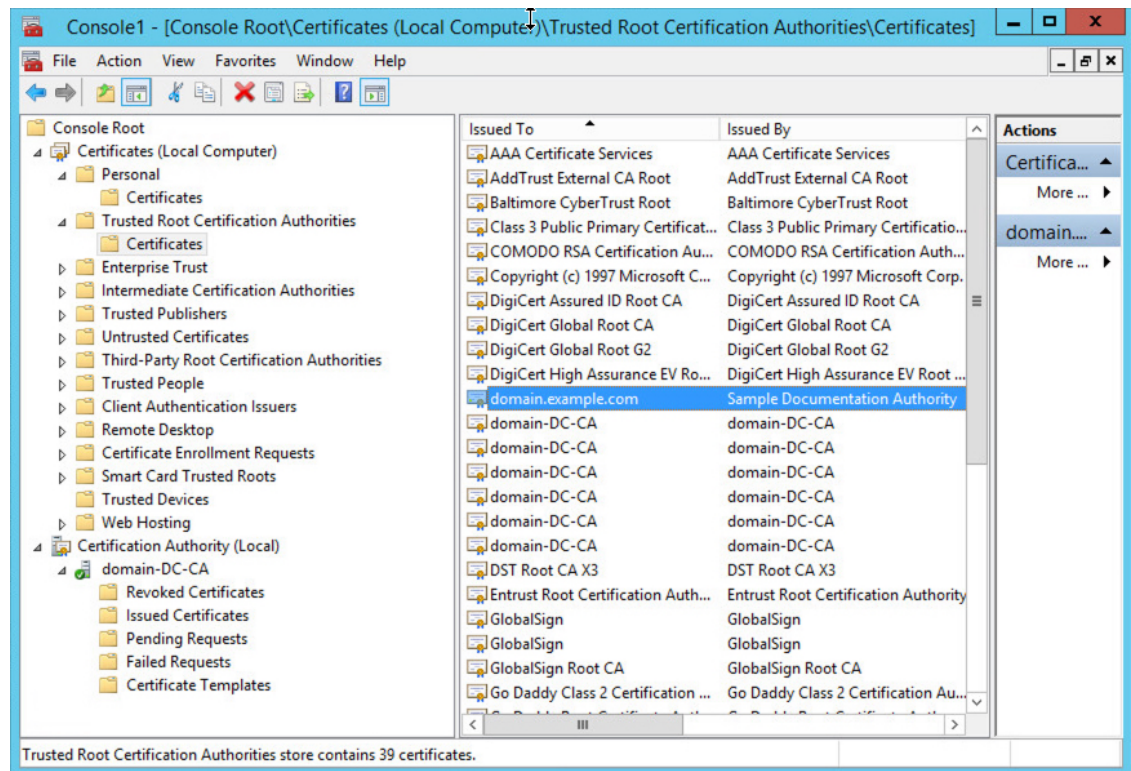 Console1 - [Console Root\Certificates (Local Computer)\Trusted Root Certification Authorities\Certificates]
File Action View Favorites Window Help
Console Root
Certificates (Local Computer)
Personal
Certificates
Trusted Root Certification Authorities
Certificates
Enterprise Trust
Intermediate Certification Authorities
Trusted Publishers
Untrusted Certificates
Third-Party Root Certification Authorities
Trusted People
Client Authentication Issuers
Remote Desktop
Certificate Enrollment Requests
Smart Card Trusted Roots
Trusted Devices
Web Hosting
Certification Authority (Local)
domain-DC-CA
Revoked Certificates
Issued Certificates
Pending Requests
Failed Requests
Certificate Templates
Issued To Issued By
AAA Certificate Services AAA Certificate Services
AddTrust External CA Root AddTrust External CA Root
Baltimore CyberTrust Root Baltimore CyberTrust Root
Class 3 Public Primary Certificat... Class 3 Public Primary Certificatio...
COMODO RSA Certification Au... COMODO RSA Certification Auth...
Copyright (c) 1997 Microsoft C... Copyright (c) 1997 Microsoft Corp.
DigiCert Assured ID Root CA DigiCert Assured ID Root CA
DigiCert Global Root CA DigiCert Global Root CA
DigiCert Global Root G2 DigiCert Global Root G2
DigiCert High Assurance EV Ro... DigiCert High Assurance EV Root ...
domain.example.com Sample Documentation Authority
domain-DC-CA domain-DC-CA
domain-DC-CA domain-DC-CA
domain-DC-CA domain-DC-CA
domain-DC-CA domain-DC-CA
domain-DC-CA domain-DC-CA
domain-DC-CA domain-DC-CA
DST Root CA X3 DST Root CA X3
Entrust Root Certification Auth... Entrust Root Certification Authority
GlobalSign GlobalSign
GlobalSign GlobalSign
GlobalSign Root CA GlobalSign Root CA
Go Daddy Class 2 Certification ... Go Daddy Class 2 Certification Au...
Actions
Certifica...
More ...
domain....
More ...
Trusted Root Certification Authorities store contains 39 certificates.